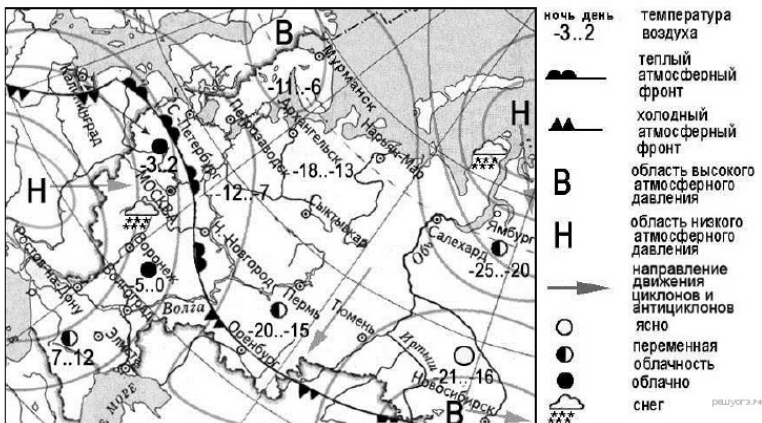 В
Мурманск
-11..-6
Калининград
С. Петербург
Петрозаводск
Архангельск
Нарьян-Мар
Н
-3..2
-18..-13
Н
МОСКВА
-12..-7
Сыктывкар
Ямбург
Обь
Салехард
-25..-20
Воронеж
-5..0
Н. Новгород
Ростов-на-Дону
Волгоград
Волга
Пермь
Тюмень
-20..-15
Элиста
Оренбург
7..12
Иртыш
21..16
Новосибирск
МОРЕ
В
ночь день
-3..2
температура
воздуха
теплый
атмосферный
фронт
холодный
атмосферный
фронт
В
область высокого
атмосферного
давления
Н
область низкого
атмосферного
давления
направление
движения
циклонов и
антициклонов
ясно
переменная
облачность
облачно
снег